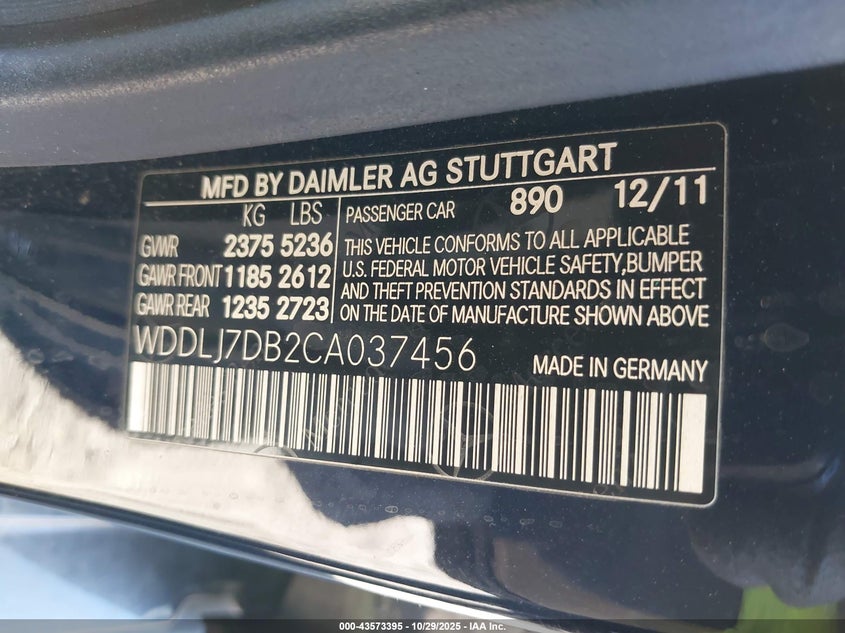 MFD BY DAIMLER AG STUTTGART
KG LBS
GVWR 2375 5236
GAWR FRONT 1185 2612
GAWR REAR 1235 2723
PASSENGER CAR 890 12/11
THIS VEHICLE CONFORMS TO ALL APPLICABLE
U.S. FEDERAL MOTOR VEHICLE SAFETY,BUMPER
AND THEFT PREVENTION STANDARDS IN EFFECT
ON THE DATE OF MANUFACTURE SHOWN ABOVE
WDDLJ7DB2CA037456 MADE IN GERMANY
000-43573395 - 10/29/2025 - IAA Inc.